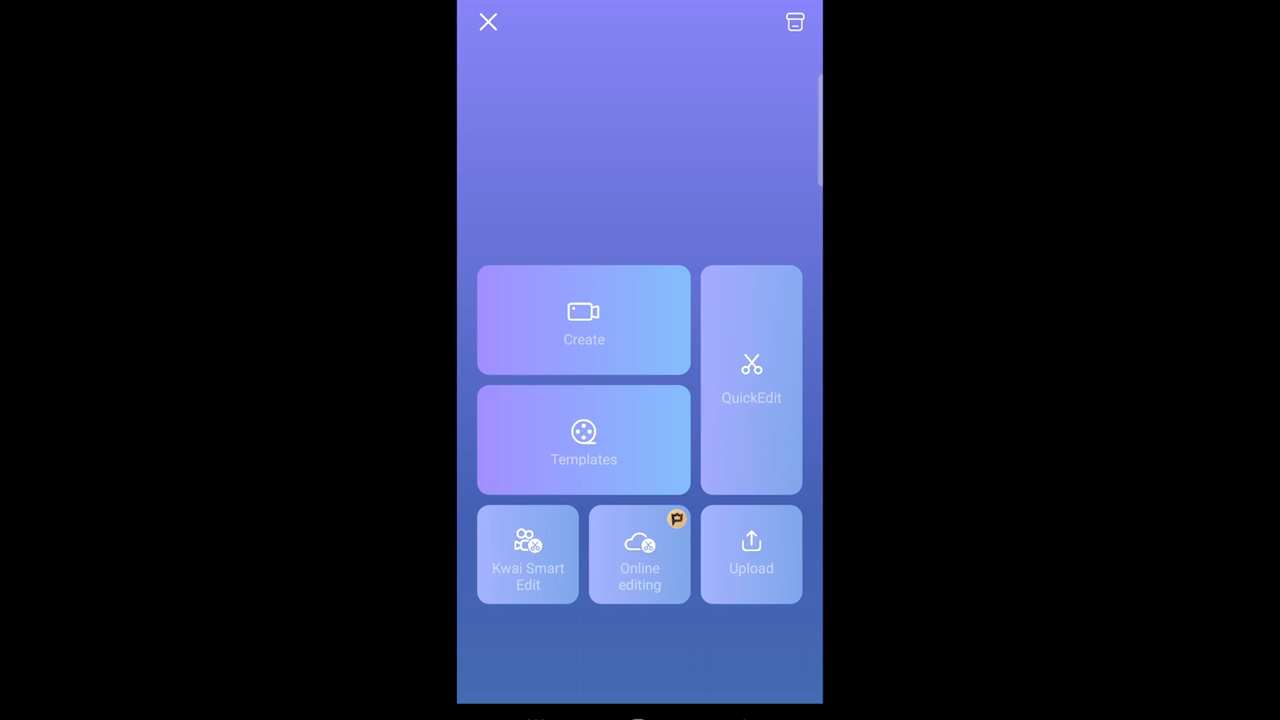 Create
QuickEdit
Templates
Kwai Smart
Edit
Online
editing
Upload